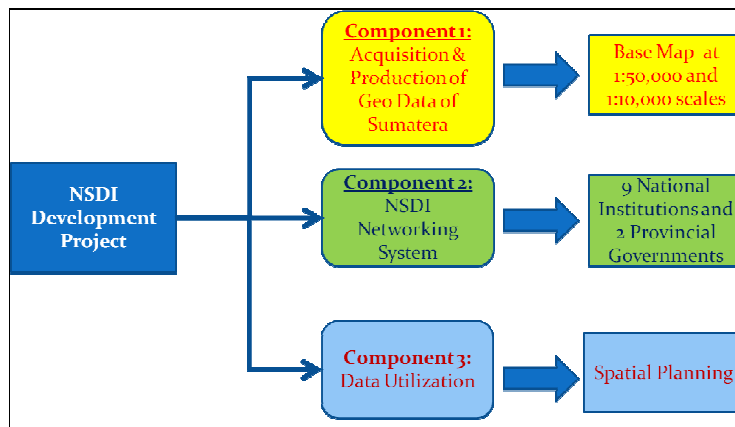 NSDI
Development
Project
Component 1:
Acquisition &
Production of
Geo Data of
Sumatera
Base Map at
1:50,000 and
1:10,000 scales
Component 2:
NSDI
Networking
System
9 National
Institutions and
2 Provincial
Governments
Component 3:
Data Utilization
Spatial Planning